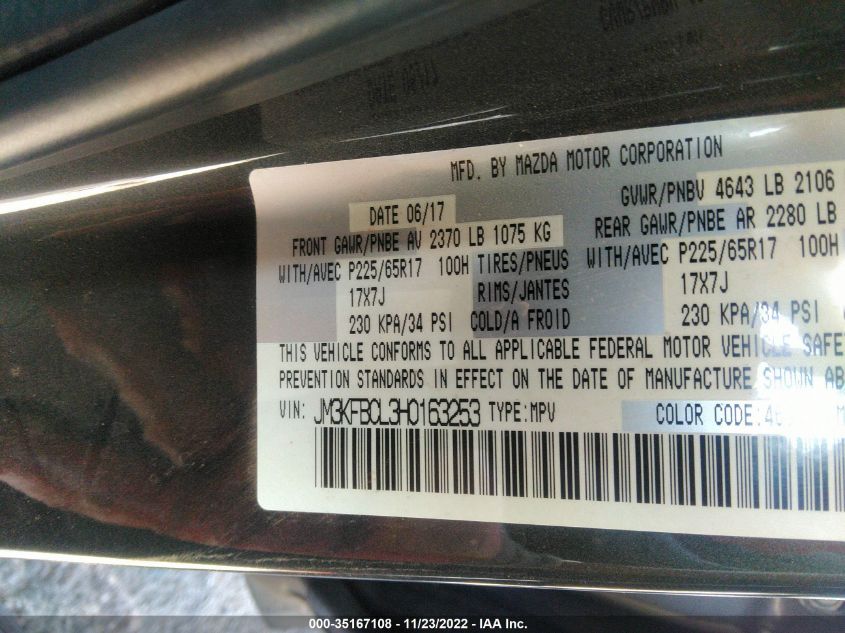 MFD. BY MAZDA MOTOR CORPORATION
DATE 06/17 GVWR/PNBV 4643 LB 2106
FRONT GAWR/PNBE AV 2370 LB 1075 KG REAR GAWR/PNBE AR 2280 LB
WITH/AVEC P225/65R17 100H TIRES/PNEUS WITH/AVEC P225/65R17 100H
17X7J RIMS/JANTES 17X7J
230 KPA/34 PSI COLD/A FROID 230 KPA/34 PSI
THIS VEHICLE CONFORMS TO ALL APPLICABLE FEDERAL MOTOR VEHICLE SAFE
PREVENTION STANDARDS IN EFFECT ON THE DATE OF MANUFACTURE SHOWN AB
VIN: JM3KFBCL3H0163253 TYPE:MPV COLOR CODE:46
000-35167108 - 11/23/2022 - IAA Inc.